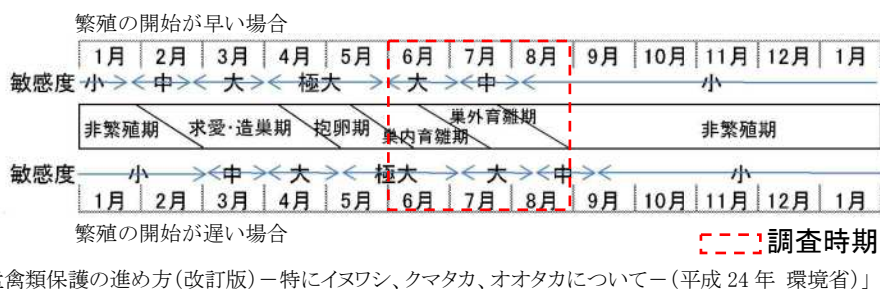 繁殖の開始が早い場合
1月 2月 3月 4月 5月 6月 7月 8月 9月 10月 11月 12月 1月
敏感度 小 中 大 極大 大 中 小
非繁殖期 求愛・造巣期 抱卵期 巣内育雛期 巣外育雛期 非繁殖期
敏感度 小 中 大 極大 大 中 小
1月 2月 3月 4月 5月 6月 7月 8月 9月 10月 11月 12月 1月
繁殖の開始が遅い場合
調査時期
禽類保護の進め方(改訂版)－特にイヌワシ、クマタカ、オオタカについて－(平成 24 年 環境省)」